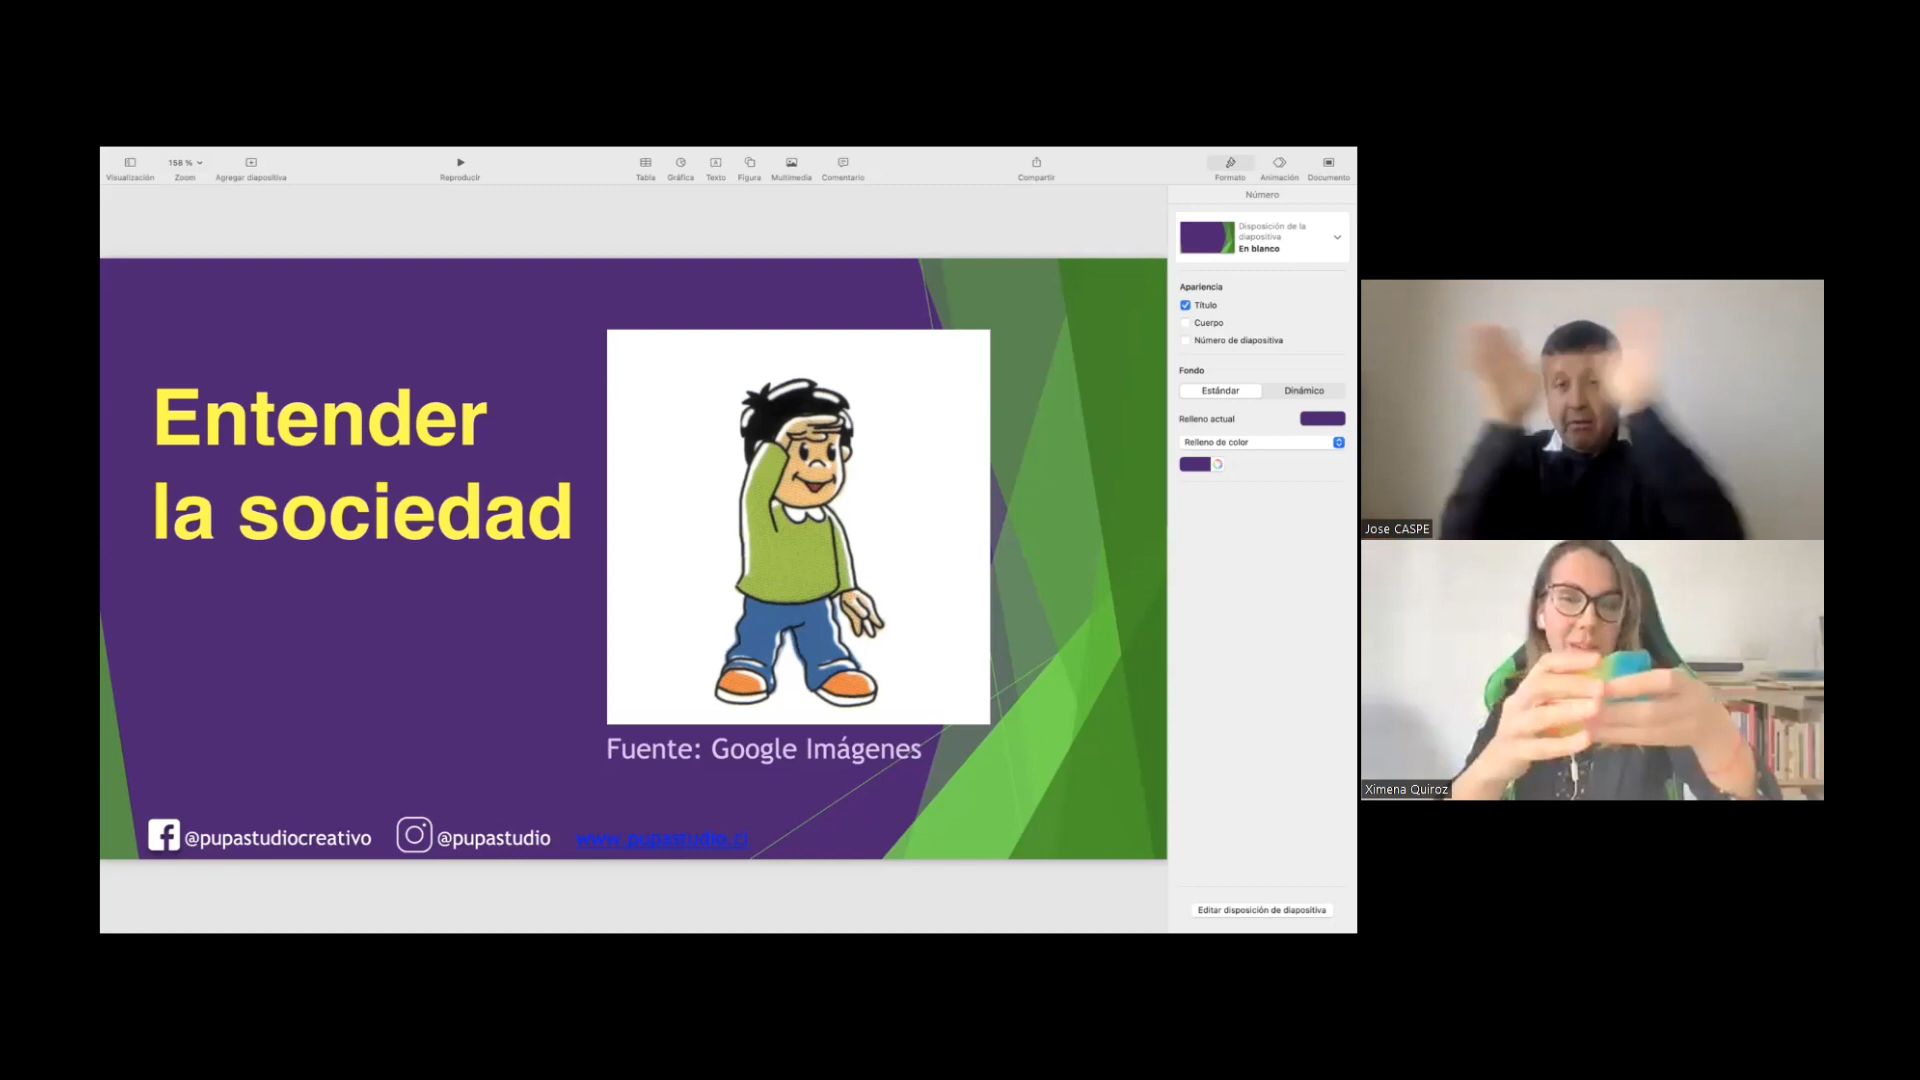 158 %
Visualización
Zoom
Agregar diapositiva
Reproducir
Tabla
Gráfica
Texto
Figura
Multimedia
Comentario
Compartir
Formato
Animación
Documento
Número
Disposición de la
diapositiva
En blanco
Apariencia
Título
Cuerpo
Número de diapositiva
Fondo
Estándar
Dinámico
Relleno actual
Relleno de color
Editar disposición de diapositiva
Entender
la sociedad
Fuente: Google Imágenes
@pupastudiocreativo
@pupastudio
www.pupastudio.cl
Jose CASPE
Ximena Quiroz